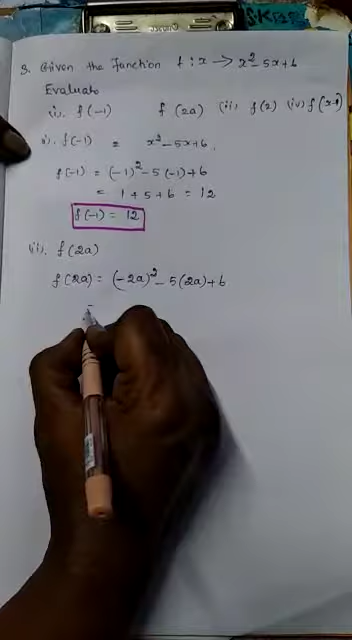 3. Given the function f : x → x² - 5x + 6
Evaluate
(i). f(-1) f(2a) (iii) f(2) (iv) f(x-1)
i). f(-1) = x² - 5x + 6.
f(-1) = (-1)² - 5(-1) + 6
= 1 + 5 + 6 = 12
f(-1) = 12
(ii). f(2a)
f(2a) = (-2a)² - 5(2a) + 6
=